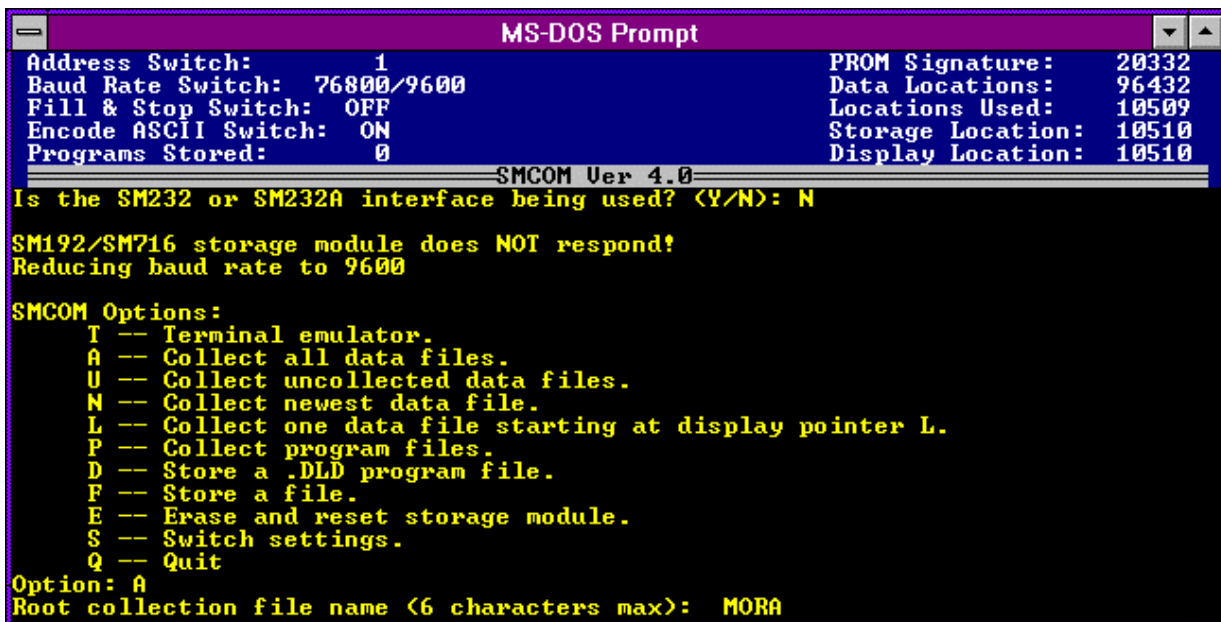 MS-DOS Prompt
Address Switch: 1 PROM Signature: 20332
Baud Rate Switch: 76800/9600 Data Locations: 96432
Fill & Stop Switch: OFF Locations Used: 10509
Encode ASCII Switch: ON Storage Location: 10510
Programs Stored: 0 Display Location: 10510
SMCOM Ver 4.0
Is the SM232 or SM232A interface being used? (Y/N): N
SM192/SM716 storage module does NOT respond!
Reducing baud rate to 9600
SMCOM Options:
T -- Terminal emulator.
A -- Collect all data files.
U -- Collect uncollected data files.
N -- Collect newest data file.
L -- Collect one data file starting at display pointer L.
P -- Collect program files.
D -- Store a .DLD program file.
F -- Store a file.
E -- Erase and reset storage module.
S -- Switch settings.
Q -- Quit
Option: A
Root collection file name (6 characters max): MORA